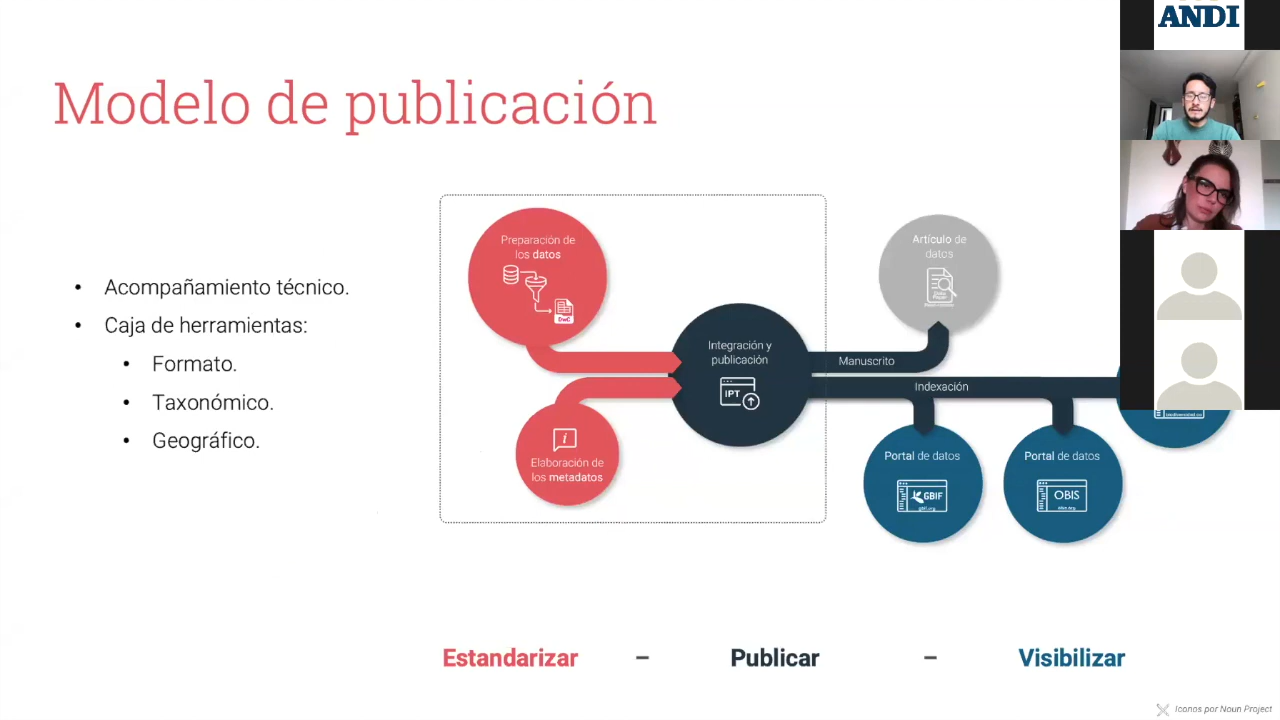 ANDI
Modelo de publicación
Acompañamiento técnico.
Caja de herramientas:
Formato.
Taxonómico.
Geográfico.
Preparación de
los datos
DwC
Elaboración de
los metadatos
Integración y
publicación
IPT
Artículo de
datos
Manuscrito
Indexación
Portal de datos
GBIF
gbif.org
Portal de datos
OBIS
Estandarizar – Publicar – Visibilizar
Iconos por Noun Project